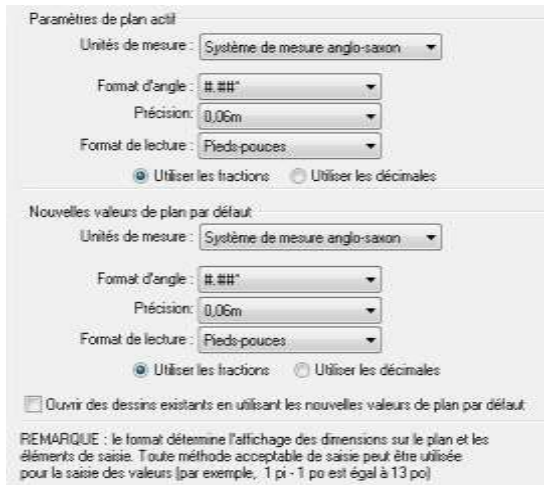 Paramètres de plan actif
Unités de mesure : Système de mesure anglo-saxon
Format d'angle : #.##°
Précision: 0,06m
Format de lecture : Pieds-pouces
Utiliser les fractions Utiliser les décimales
Nouvelles valeurs de plan par défaut
Unités de mesure : Système de mesure anglo-saxon
Format d'angle : #.##°
Précision: 0,06m
Format de lecture : Pieds-pouces
Utiliser les fractions Utiliser les décimales
Ouvrir des dessins existants en utilisant les nouvelles valeurs de plan par défaut
REMARQUE : le format détermine l'affichage des dimensions sur le plan et les
éléments de saisie. Toute méthode acceptable de saisie peut être utilisée
pour la saisie des valeurs (par exemple, 1 pi - 1 po est égal à 13 po)